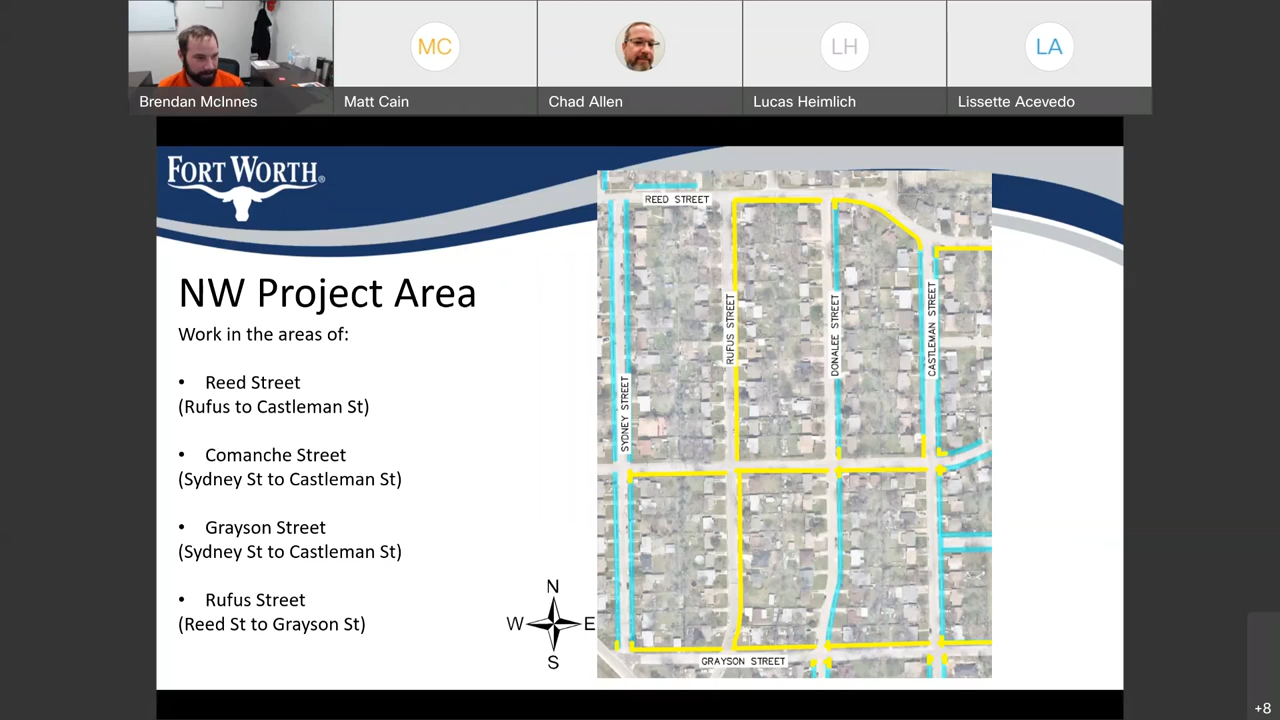 MC
LH
LA
Brendan McInnes
Matt Cain
Chad Allen
Lucas Heimlich
Lissette Acevedo
FORT WORTH®
NW Project Area
Work in the areas of:
• Reed Street
(Rufus to Castleman St)
• Comanche Street
(Sydney St to Castleman St)
• Grayson Street
(Sydney St to Castleman St)
• Rufus Street
(Reed St to Grayson St)
N
W
E
S
REED STREET
SYDNEY STREET
RUFUS STREET
DONALEE STREET
CASTLEMAN STREET
GRAYSON STREET
+8